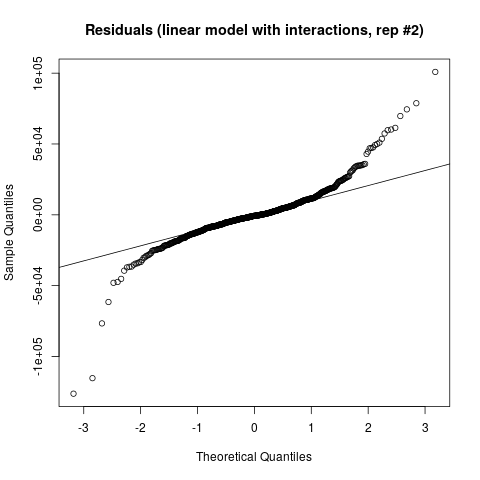 Residuals (linear model with interactions, rep #2)
1e+05
5e+04
0e+00
-5e+04
-1e+05
Sample Quantiles
-3 -2 -1 0 1 2 3
Theoretical Quantiles